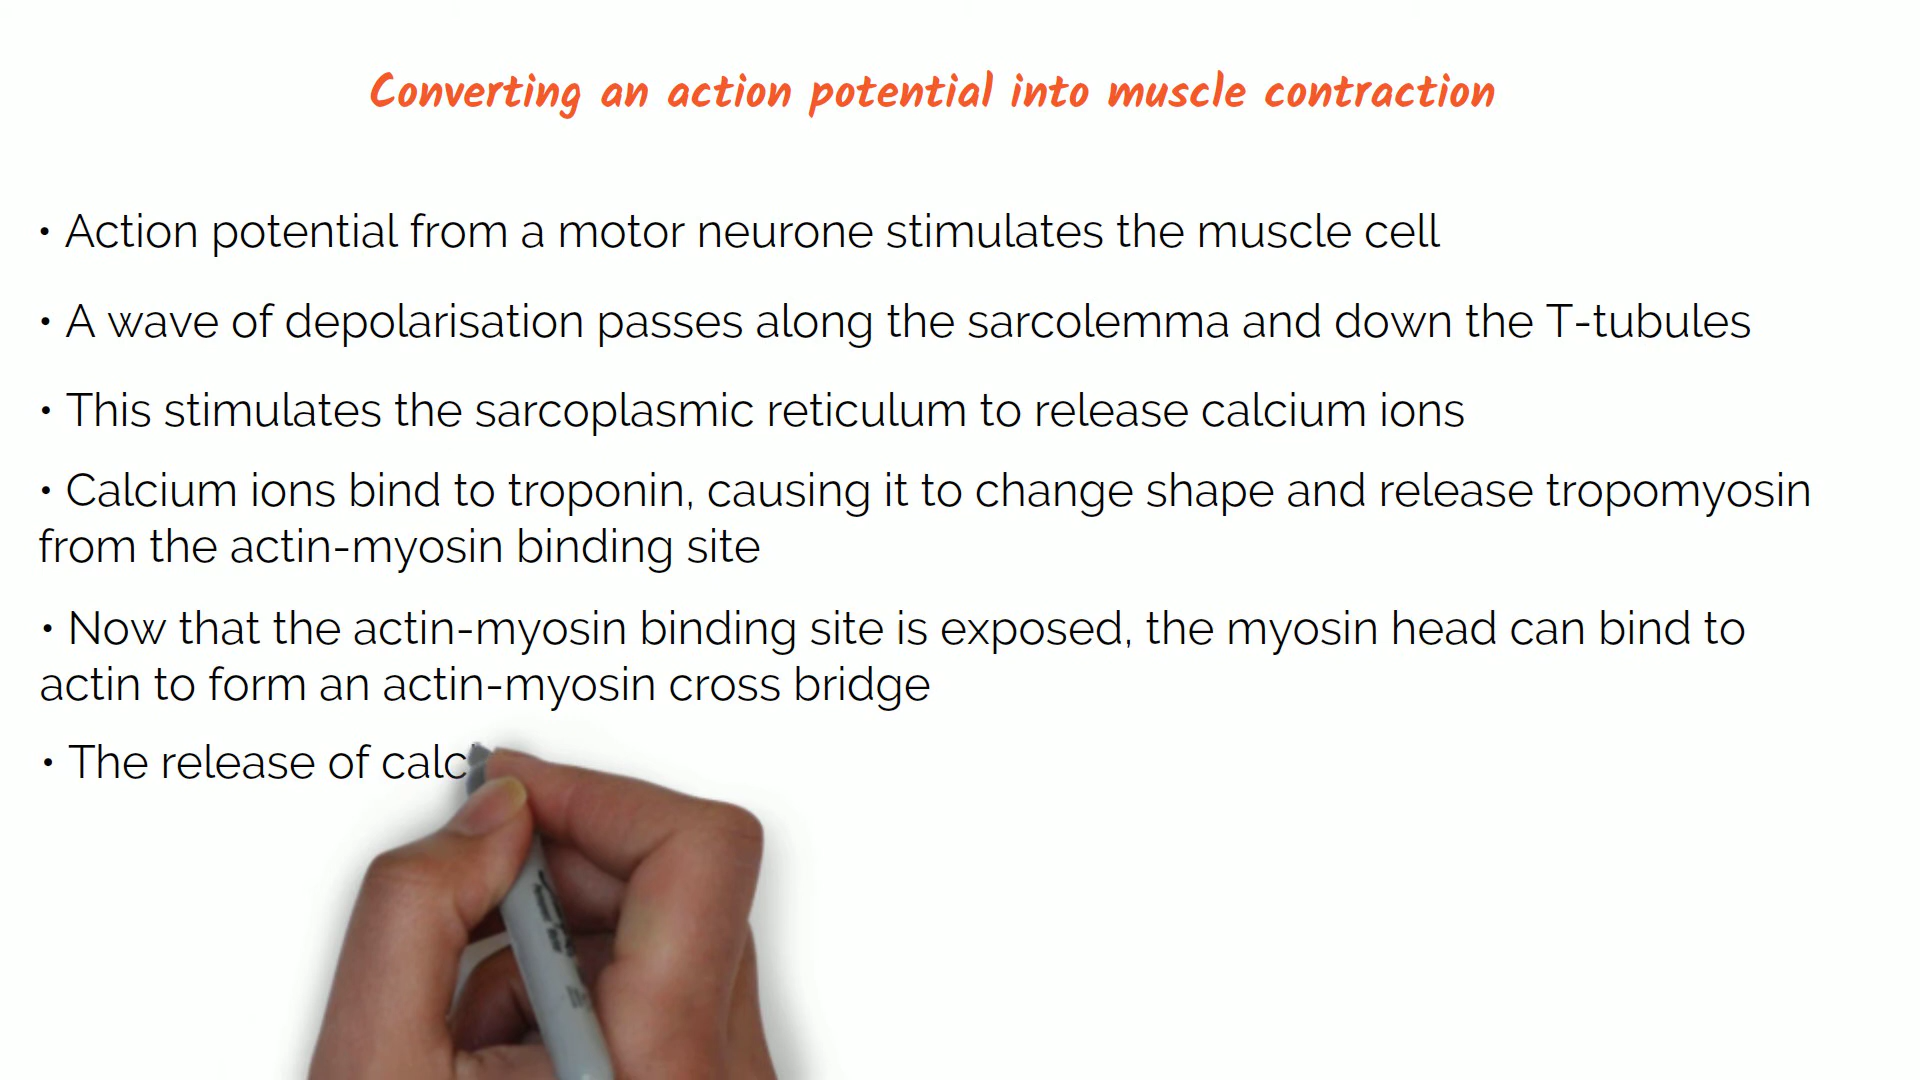 Converting an action potential into muscle contraction
• Action potential from a motor neurone stimulates the muscle cell
• A wave of depolarisation passes along the sarcolemma and down the T-tubules
• This stimulates the sarcoplasmic reticulum to release calcium ions
• Calcium ions bind to troponin, causing it to change shape and release tropomyosin
from the actin-myosin binding site
• Now that the actin-myosin binding site is exposed, the myosin head can bind to
actin to form an actin-myosin cross bridge
• The release of calc